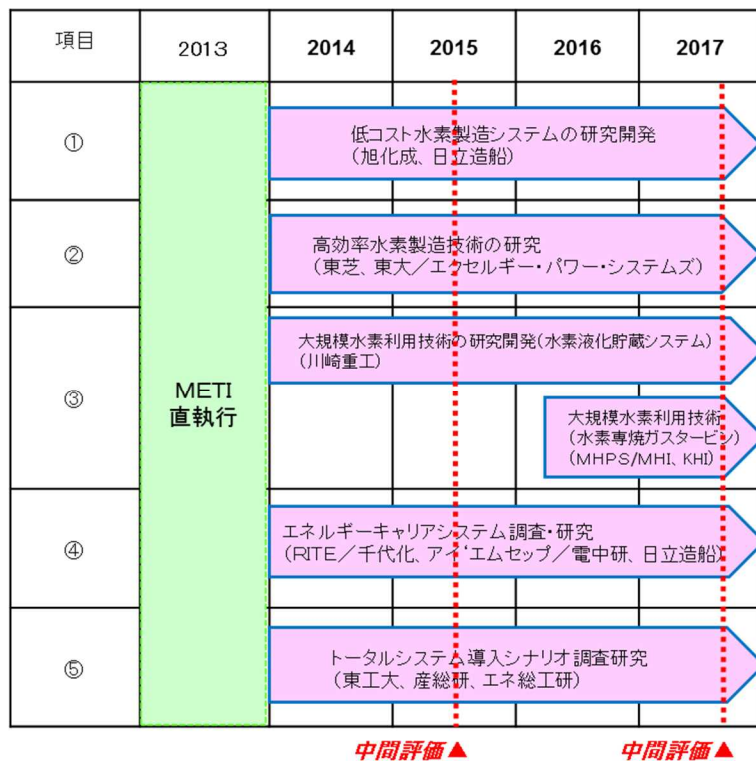 項目 2013 2014 2015 2016 2017
METI
直執行
①
低コスト水素製造システムの研究開発
(旭化成、日立造船)
②
高効率水素製造技術の研究
(東芝、東大/エクセルギー・パワー・システムズ)
③
大規模水素利用技術の研究開発(水素液化貯蔵システム)
(川崎重工)
大規模水素利用技術
(水素専焼ガスタービン)
(MHPS/MHI、KHI)
④
エネルギーキャリアシステム調査・研究
(RITE/千代化、アイ‘エムセップ/電中研、日立造船)
⑤
トータルシステム導入シナリオ調査研究
(東工大、産総研、エネ総工研)
中間評価▲ 中間評価▲